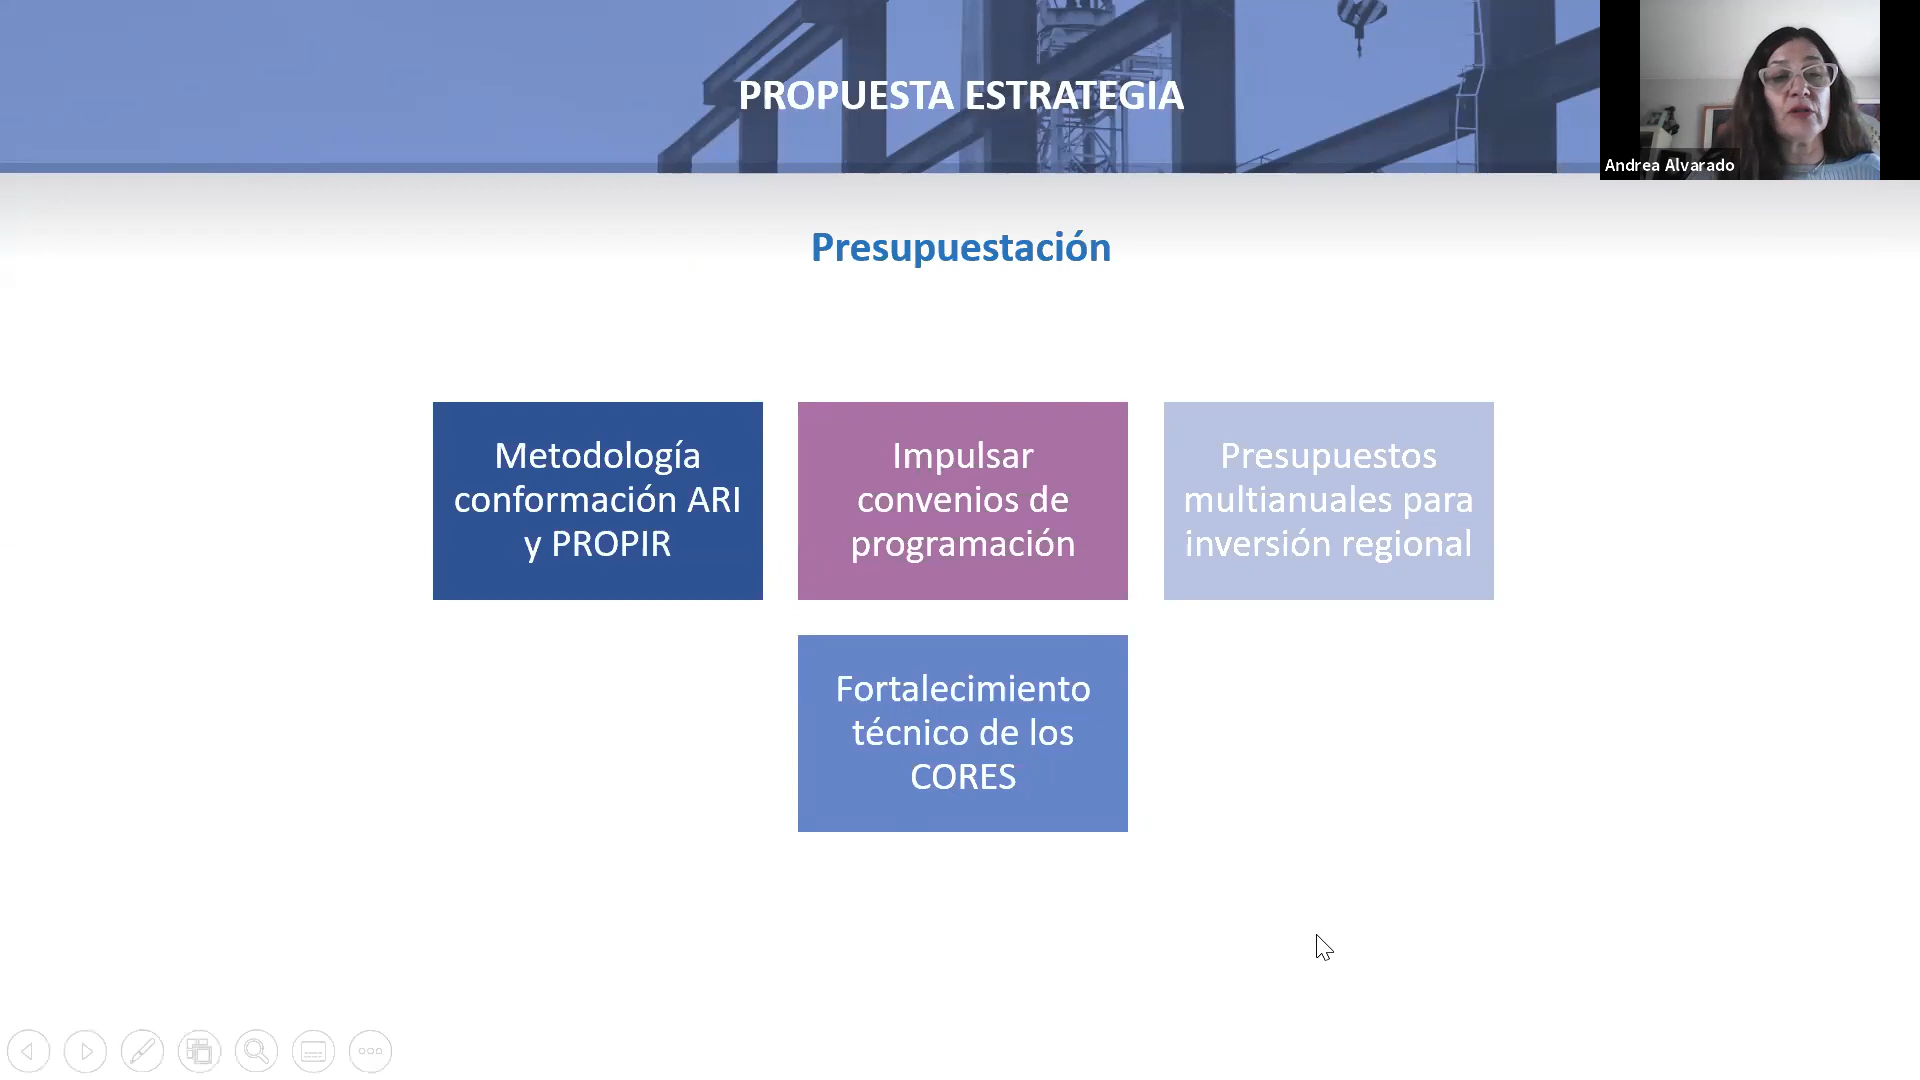 PROPUESTA ESTRATEGIA
Andrea Alvarado
Presupuestación
Metodología
conformación ARI
y PROPIR
Impulsar
convenios de
programación
Presupuestos
multianuales para
inversión regional
Fortalecimiento
técnico de los
CORES